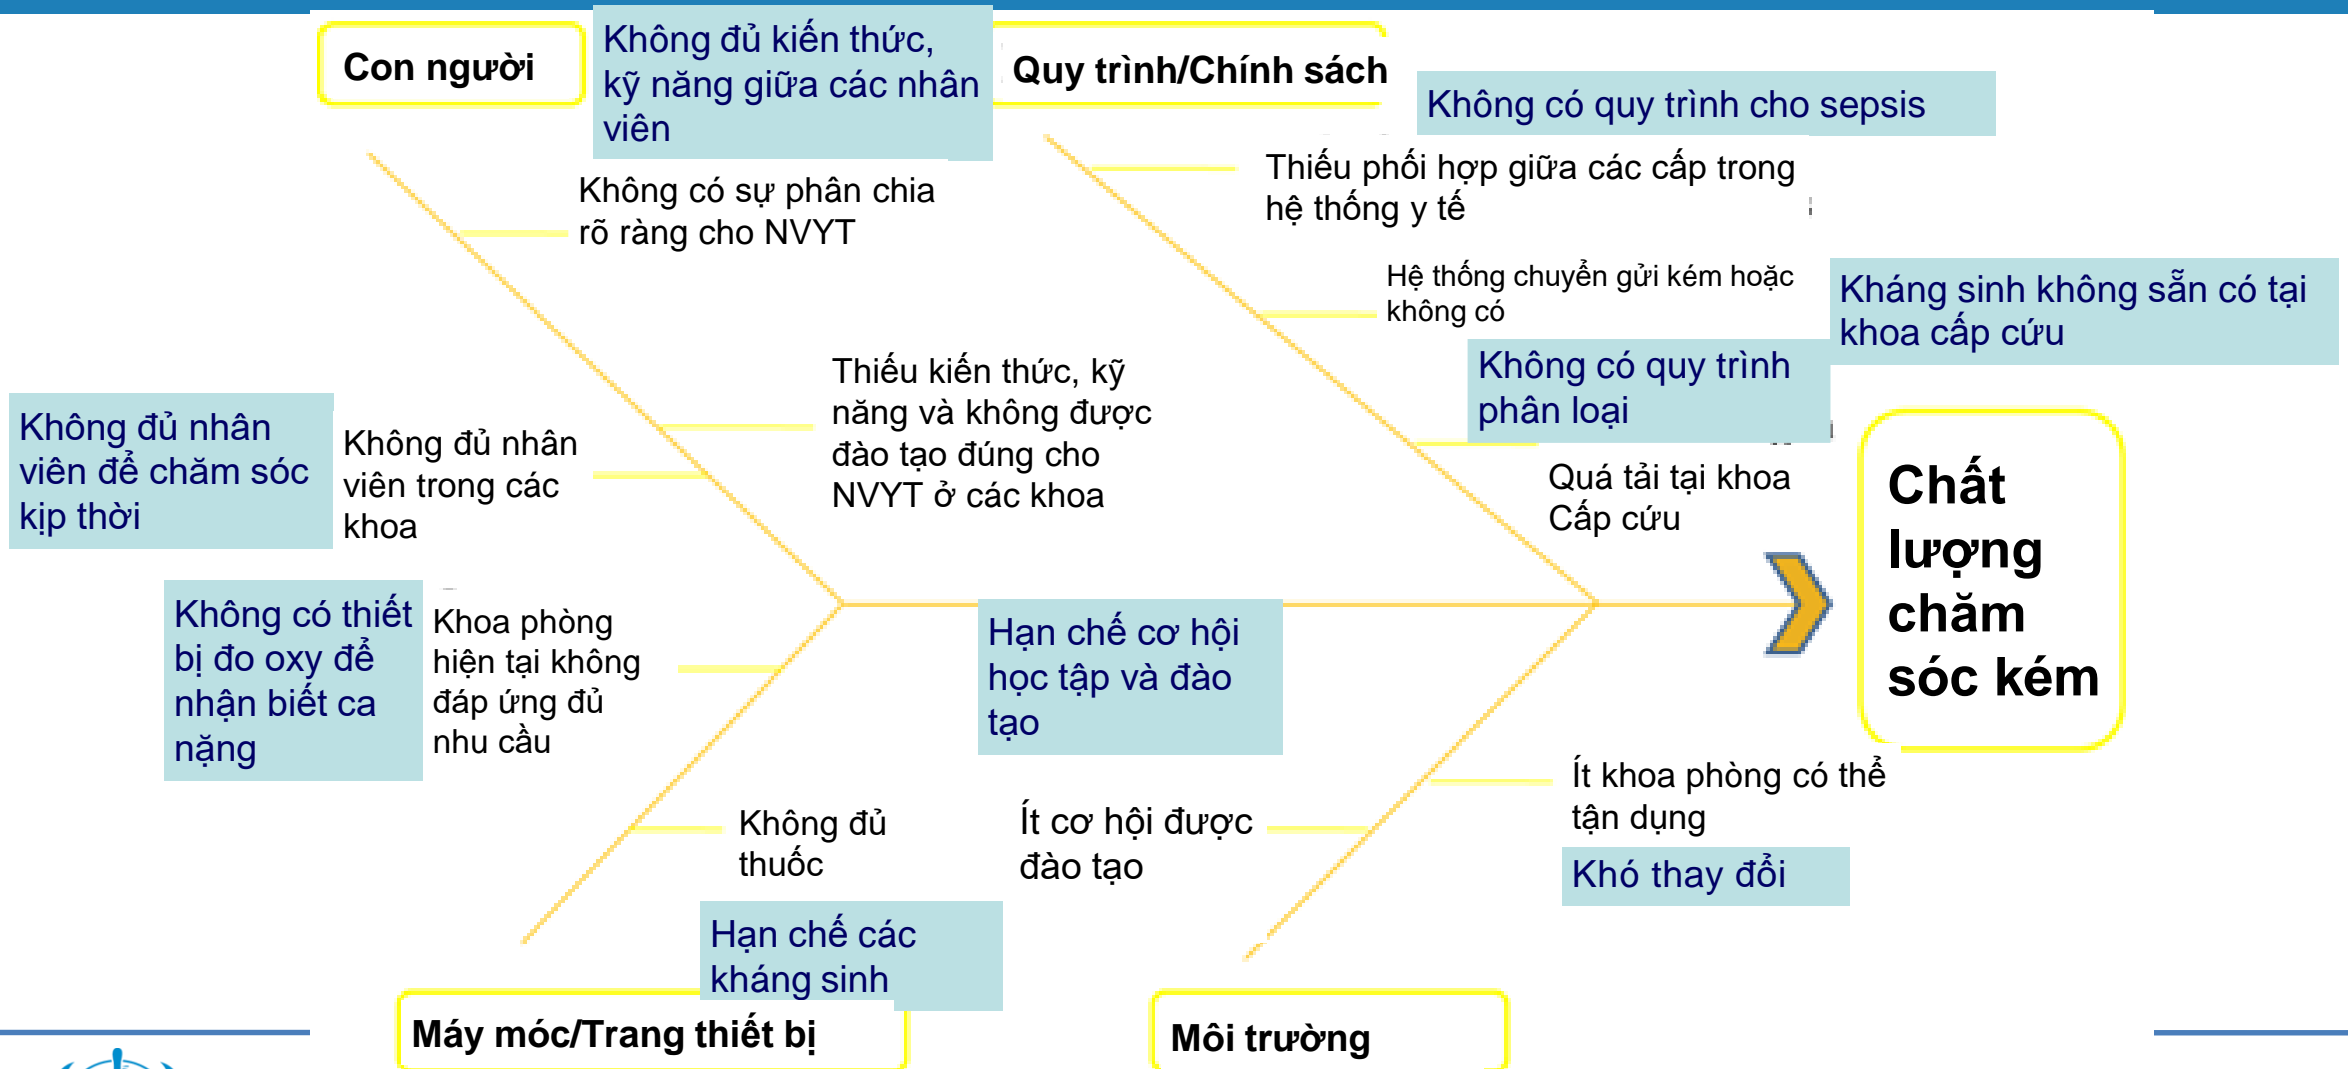 Con người
Không đủ kiến thức,
kỹ năng giữa các nhân
viên
Quy trình/Chính sách
Không có quy trình cho sepsis
Không có sự phân chia
rõ ràng cho NVYT
Thiếu phối hợp giữa các cấp trong
hệ thống y tế
Hệ thống chuyển gửi kém hoặc
không có
Kháng sinh không sẵn có tại
khoa cấp cứu
Không có quy trình
phân loại
Thiếu kiến thức, kỹ
năng và không được
đào tạo đúng cho
NVYT ở các khoa
Không đủ nhân
viên để chăm sóc
kịp thời
Không đủ nhân
viên trong các
khoa
Quá tải tại khoa
Cấp cứu
Chất
lượng
chăm
sóc kém
Không có thiết
bị đo oxy để
nhận biết ca
nặng
Khoa phòng
hiện tại không
đáp ứng đủ
nhu cầu
Hạn chế cơ hội
học tập và đào
tạo
Không đủ
thuốc
Ít cơ hội được
đào tạo
Ít khoa phòng có thể
tận dụng
Khó thay đổi
Hạn chế các
kháng sinh
Máy móc/Trang thiết bị
Môi trường